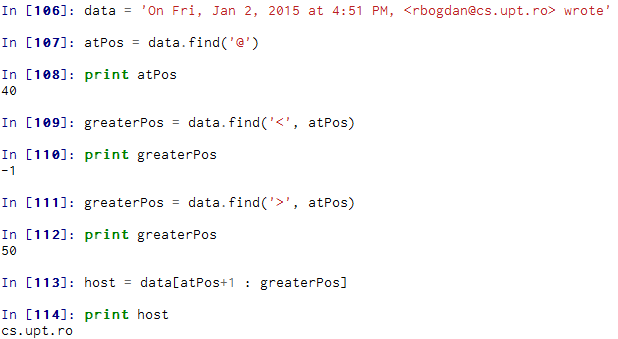 In [106]: data = 'On Fri, Jan 2, 2015 at 4:51 PM, <rbogdan@cs.upt.ro> wrote'
In [107]: atPos = data.find('@')
In [108]: print atPos
40
In [109]: greaterPos = data.find('<', atPos)
In [110]: print greaterPos
-1
In [111]: greaterPos = data.find('>', atPos)
In [112]: print greaterPos
50
In [113]: host = data[atPos+1 : greaterPos]
In [114]: print host
cs.upt.ro